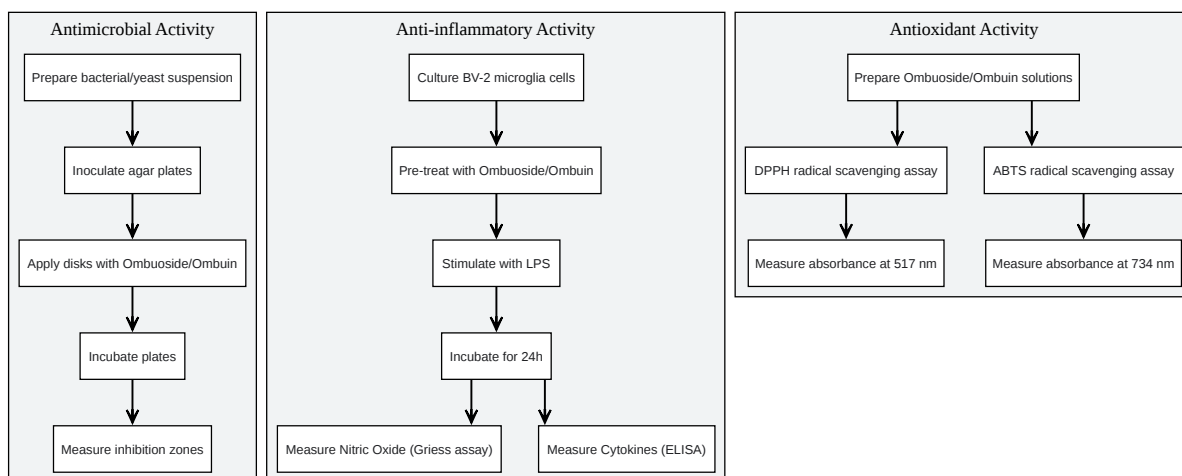 Antimicrobial Activity
Prepare bacterial/yeast suspension
Inoculate agar plates
Apply disks with Ombuoside/Ombuin
Incubate plates
Measure inhibition zones
Anti-inflammatory Activity
Culture BV-2 microglia cells
Pre-treat with Ombuoside/Ombuin
Stimulate with LPS
Incubate for 24h
Measure Nitric Oxide (Griess assay)
Measure Cytokines (ELISA)
Antioxidant Activity
Prepare Ombuoside/Ombuin solutions
DPPH radical scavenging assay
ABTS radical scavenging assay
Measure absorbance at 517 nm
Measure absorbance at 734 nm